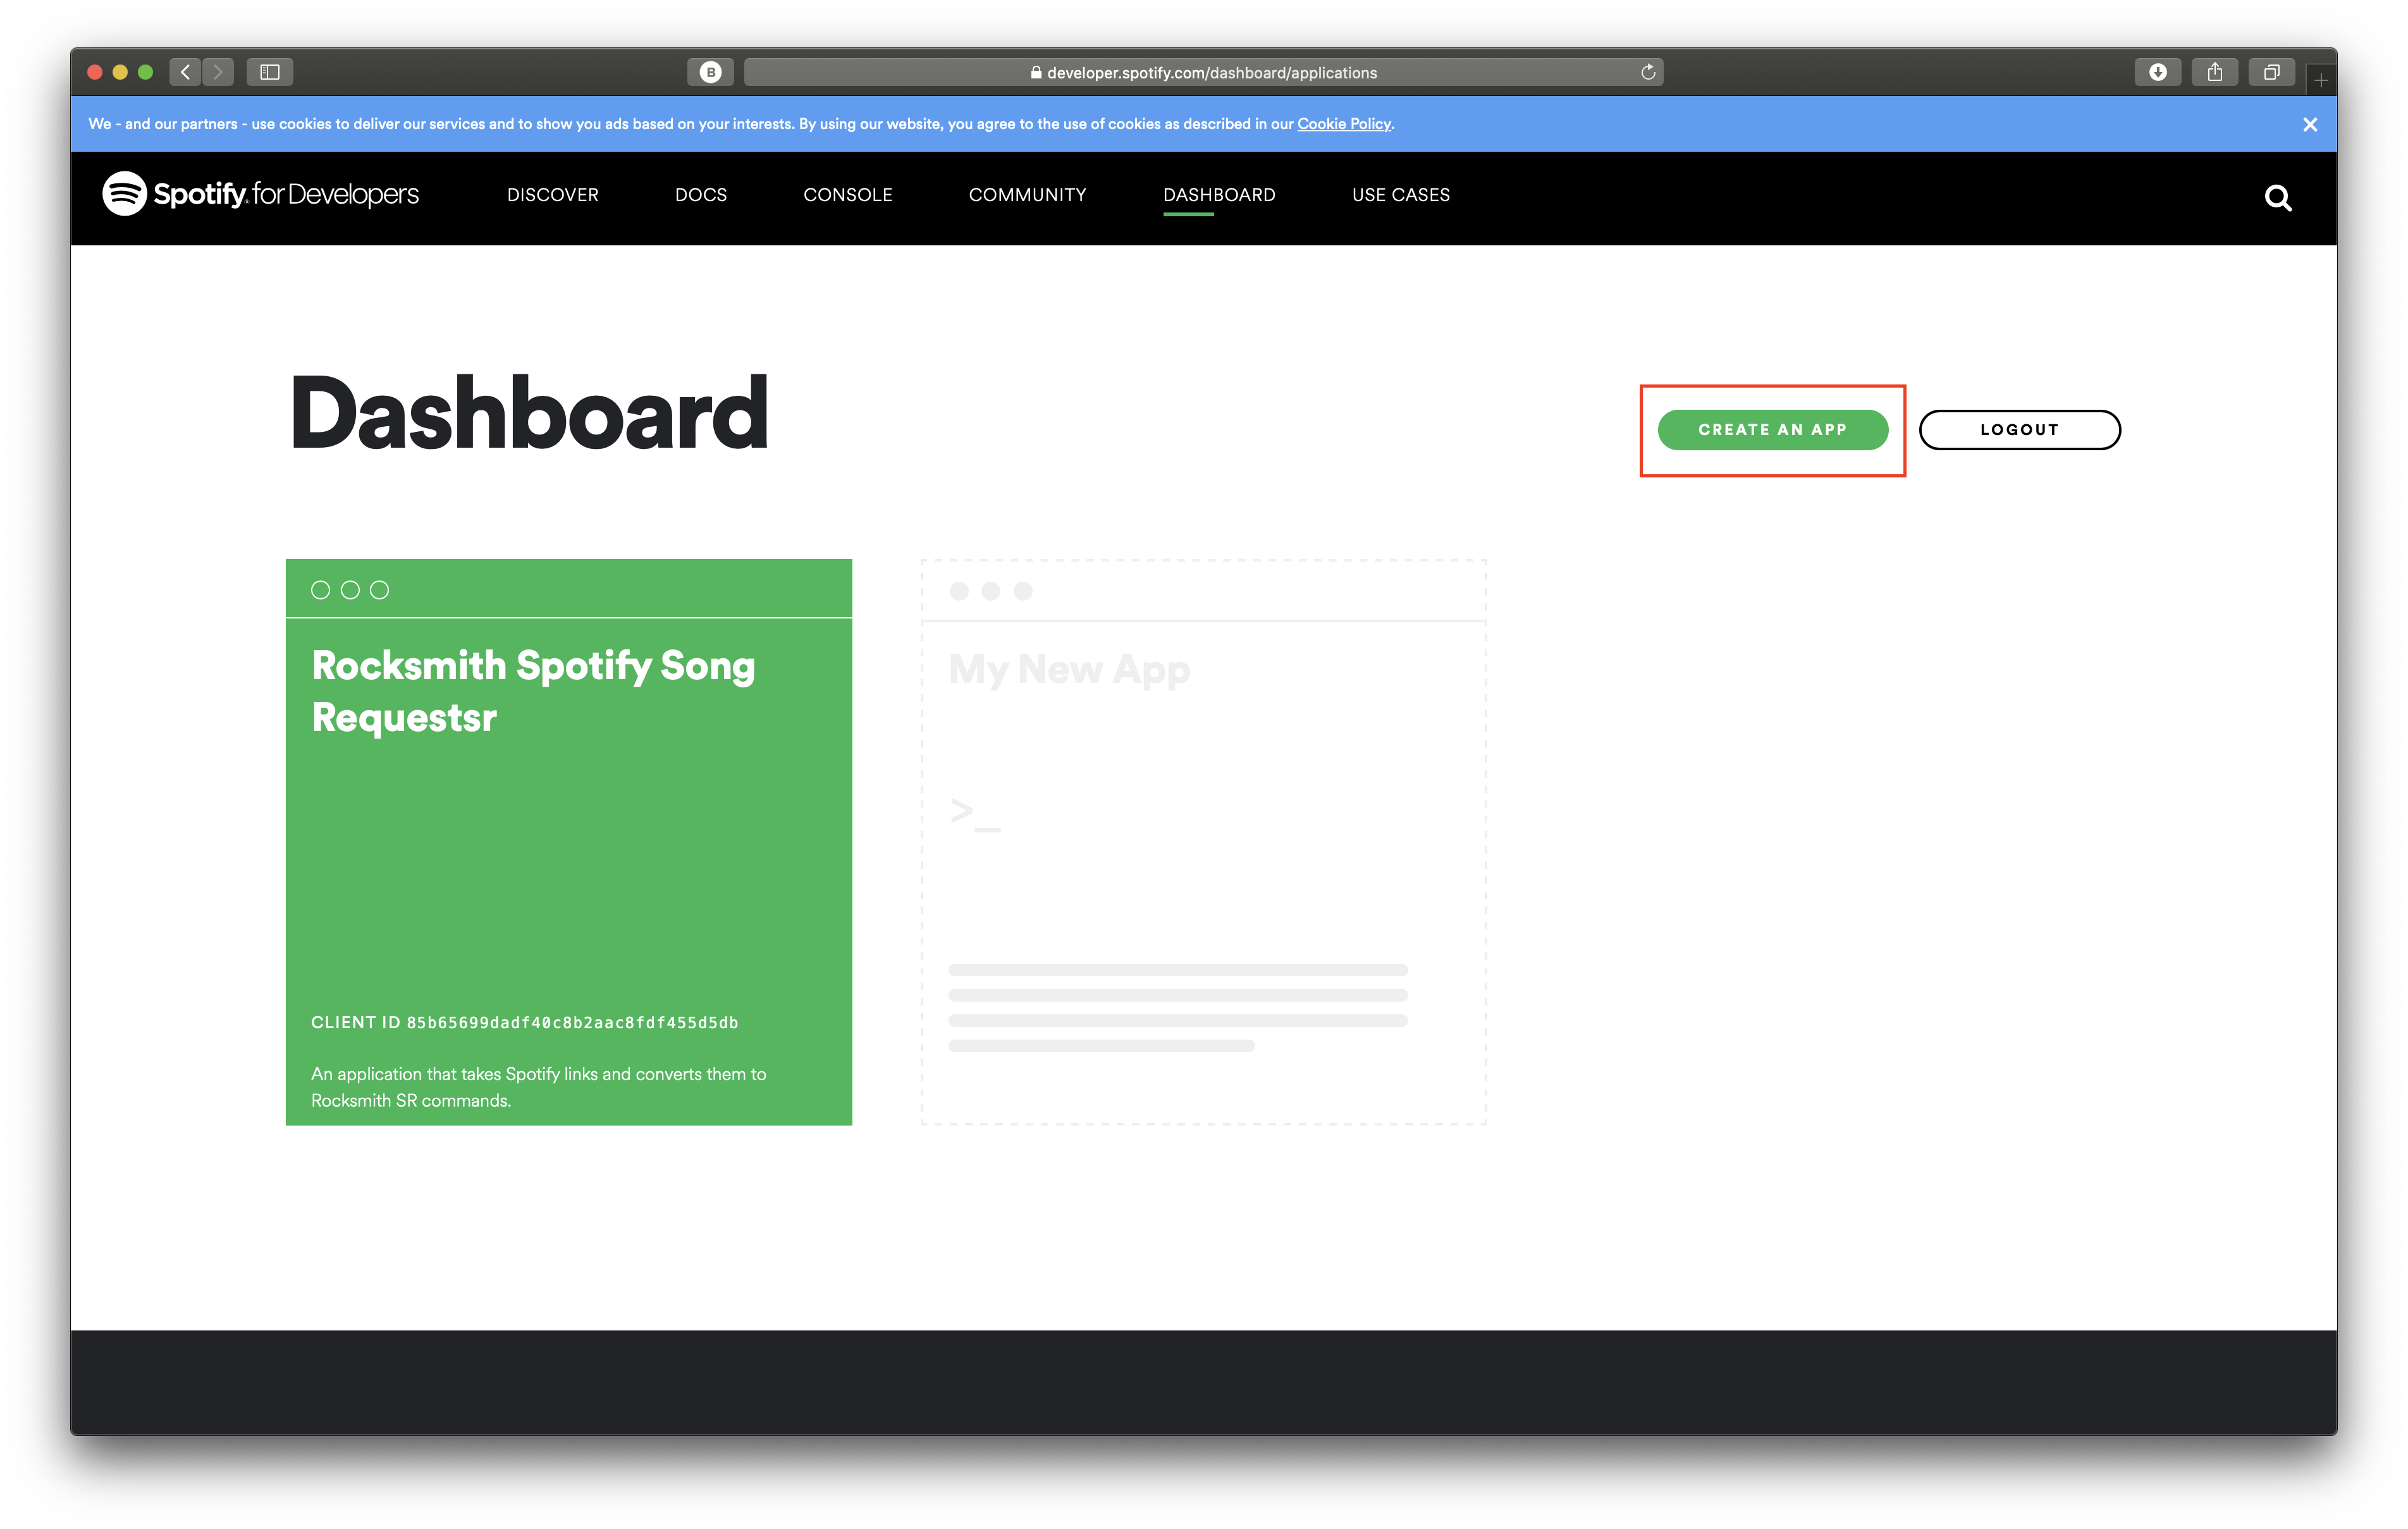 B
developer.spotify.com/dashboard/applications
We - and our partners - use cookies to deliver our services and to show you ads based on your interests. By using our website, you agree to the use of cookies as described in our Cookie Policy.
Spotify for Developers DISCOVER DOCS CONSOLE COMMUNITY DASHBOARD USE CASES
Dashboard
CREATE AN APP LOGOUT
Rocksmith Spotify Song
Requestsr
CLIENT ID 85b65699dadf40c8b2aac8fdf455d5db
An application that takes Spotify links and converts them to
Rocksmith SR commands.
My New App
>_